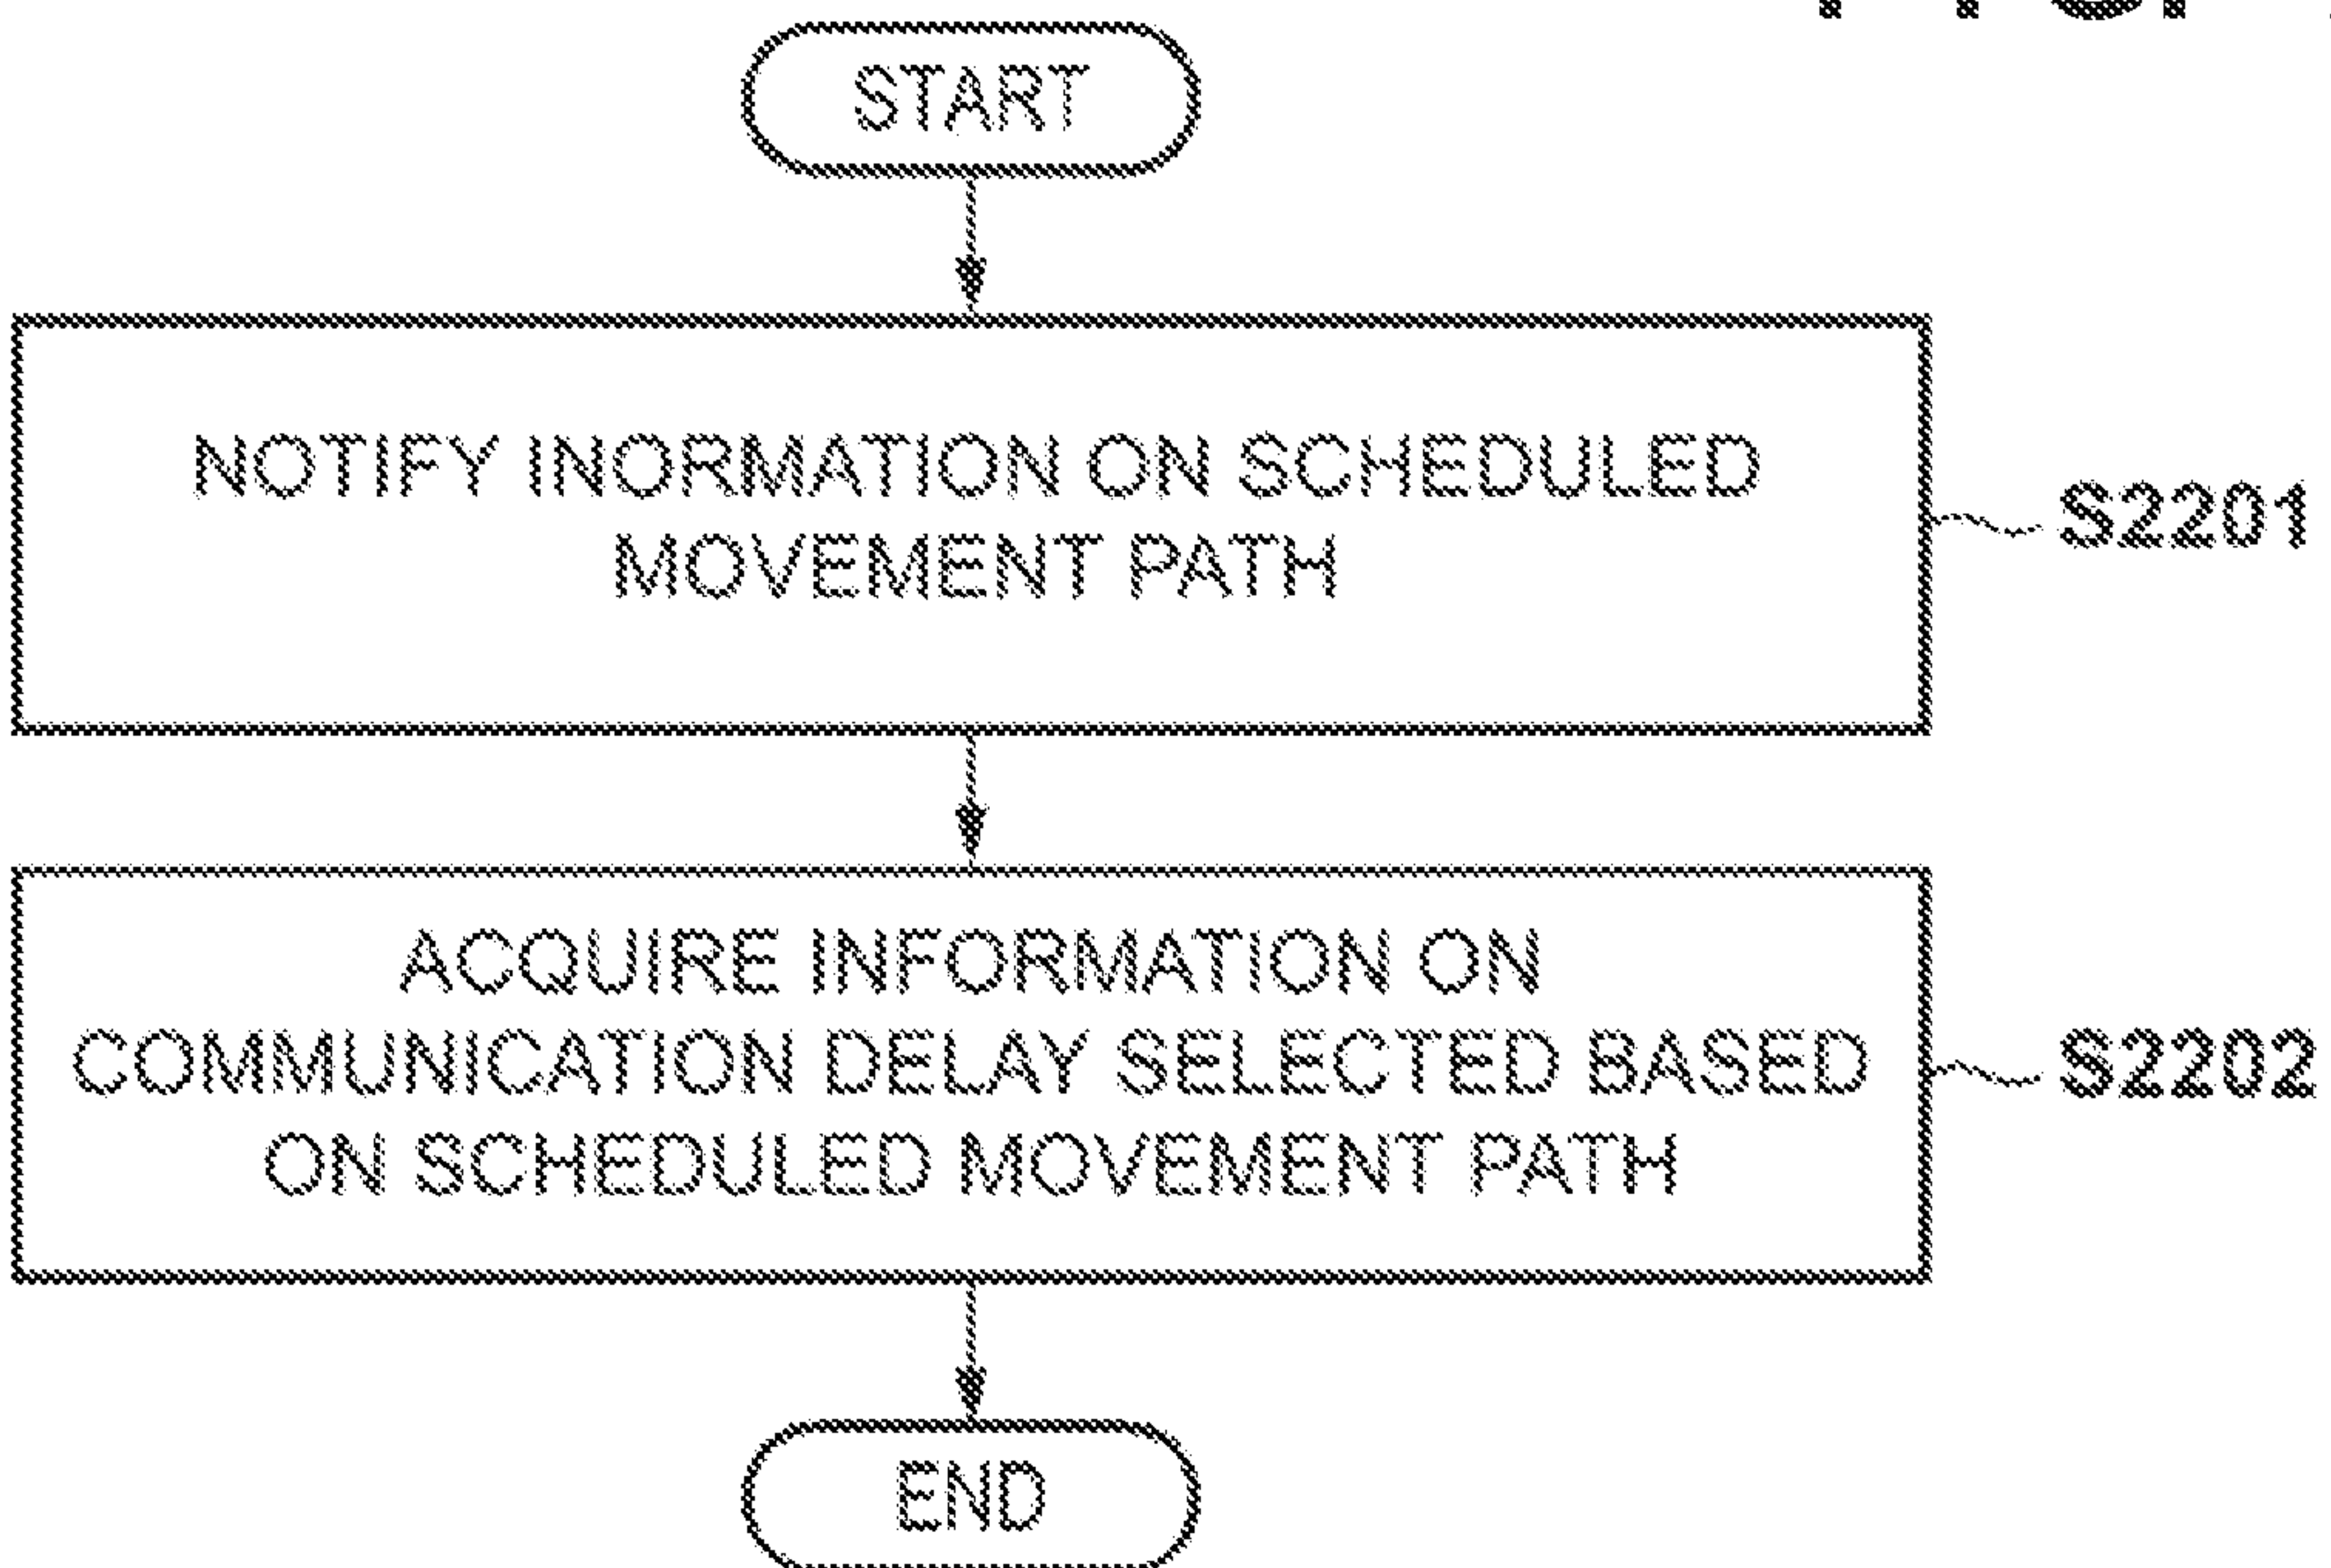 START
NOTIFY INORMATION ON SCHEDULED
MOVEMENT PATH
S2201
ACQUIRE INFORMATION ON
COMMUNICATION DELAY SELECTED BASED
ON SCHEDULED MOVEMENT PATH
S2202
END